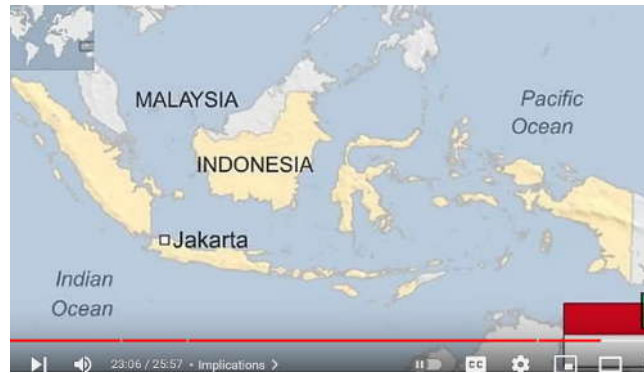 MALAYSIA
Pacific
Ocean
INDONESIA
Jakarta
Indian
Ocean
23:06 / 25:57 • Implications >
CC